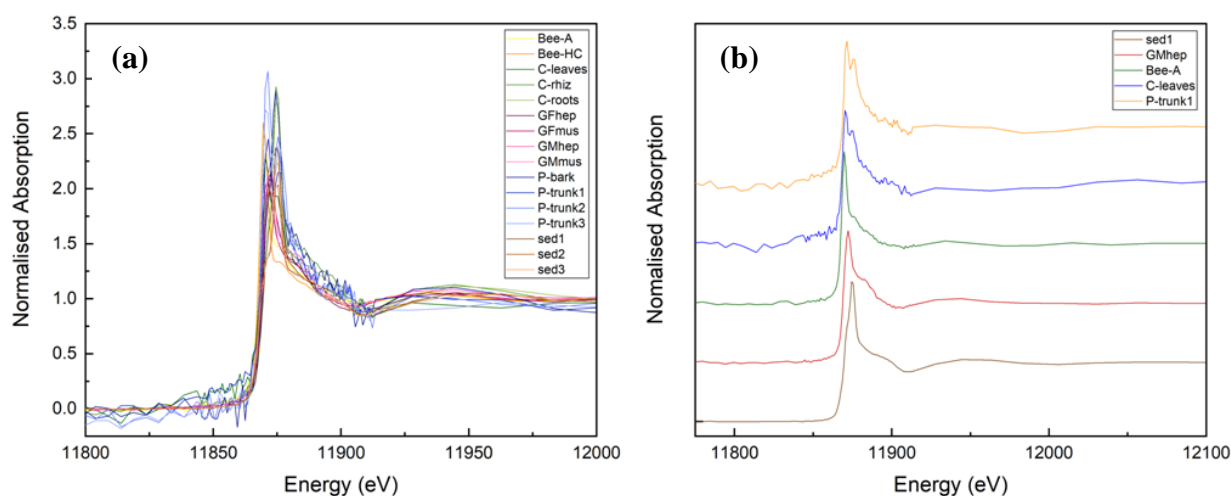 (a)
Normalised Absorption
3.5
3.0
2.5
2.0
1.5
1.0
0.5
0.0
Bee-A
Bee-HC
C-leaves
C-rhiz
C-roots
GFhep
GFmus
GMhep
GMmus
P-bark
P-trunk1
P-trunk2
P-trunk3
sed1
sed2
sed3
11800 11850 11900 11950 12000
Energy (eV)
(b)
Nomalised Absorption
sed1
GMhep
Bee-A
C-leaves
P-trunk1
11800 11900 12000 12100
Energy (eV)